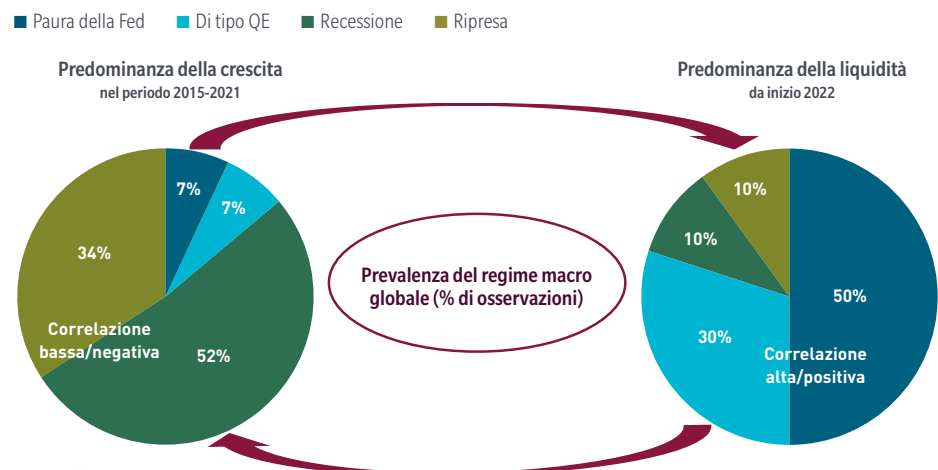 Paura della Fed Di tipo QE Recessione Ripresa
Predominanza della crescita
nel periodo 2015-2021
Predominanza della liquidità
da inizio 2022
7%
7%
34%
52%
Correlazione
bassa/negativa
Prevalenza del regime macro
globale (% di osservazioni)
10%
10%
50%
30%
Correlazione
alta/positiva